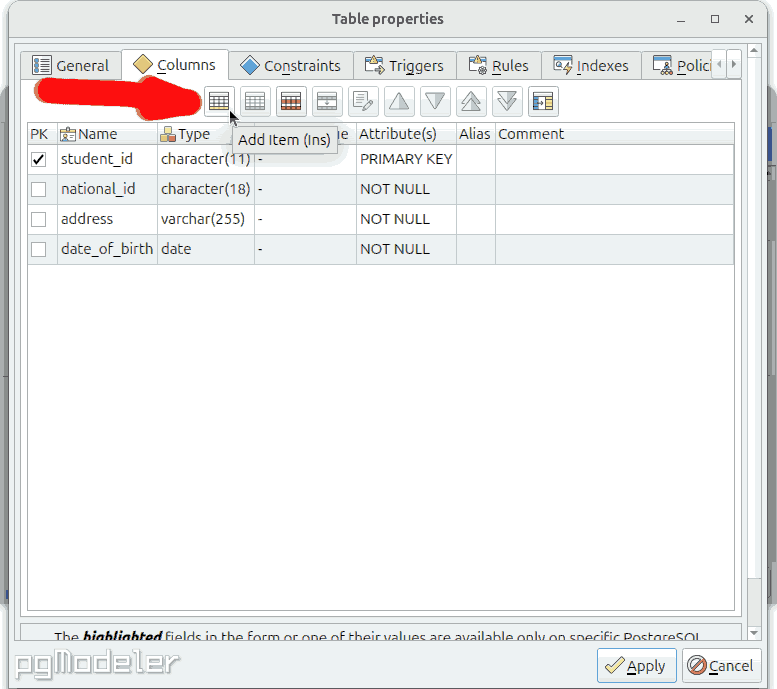 Table properties
General Columns Constraints Triggers Rules Indexes Polici
Add Item (Ins)
PK Name Type Attribute(s) Alias Comment
student_id character(11) - PRIMARY KEY
national_id character(18) - NOT NULL
address varchar(255) - NOT NULL
date_of_birth date - NOT NULL
The highlighted fields in the form or one of their values are available only on specific PostgreSQL
pgModeler
Apply Cancel